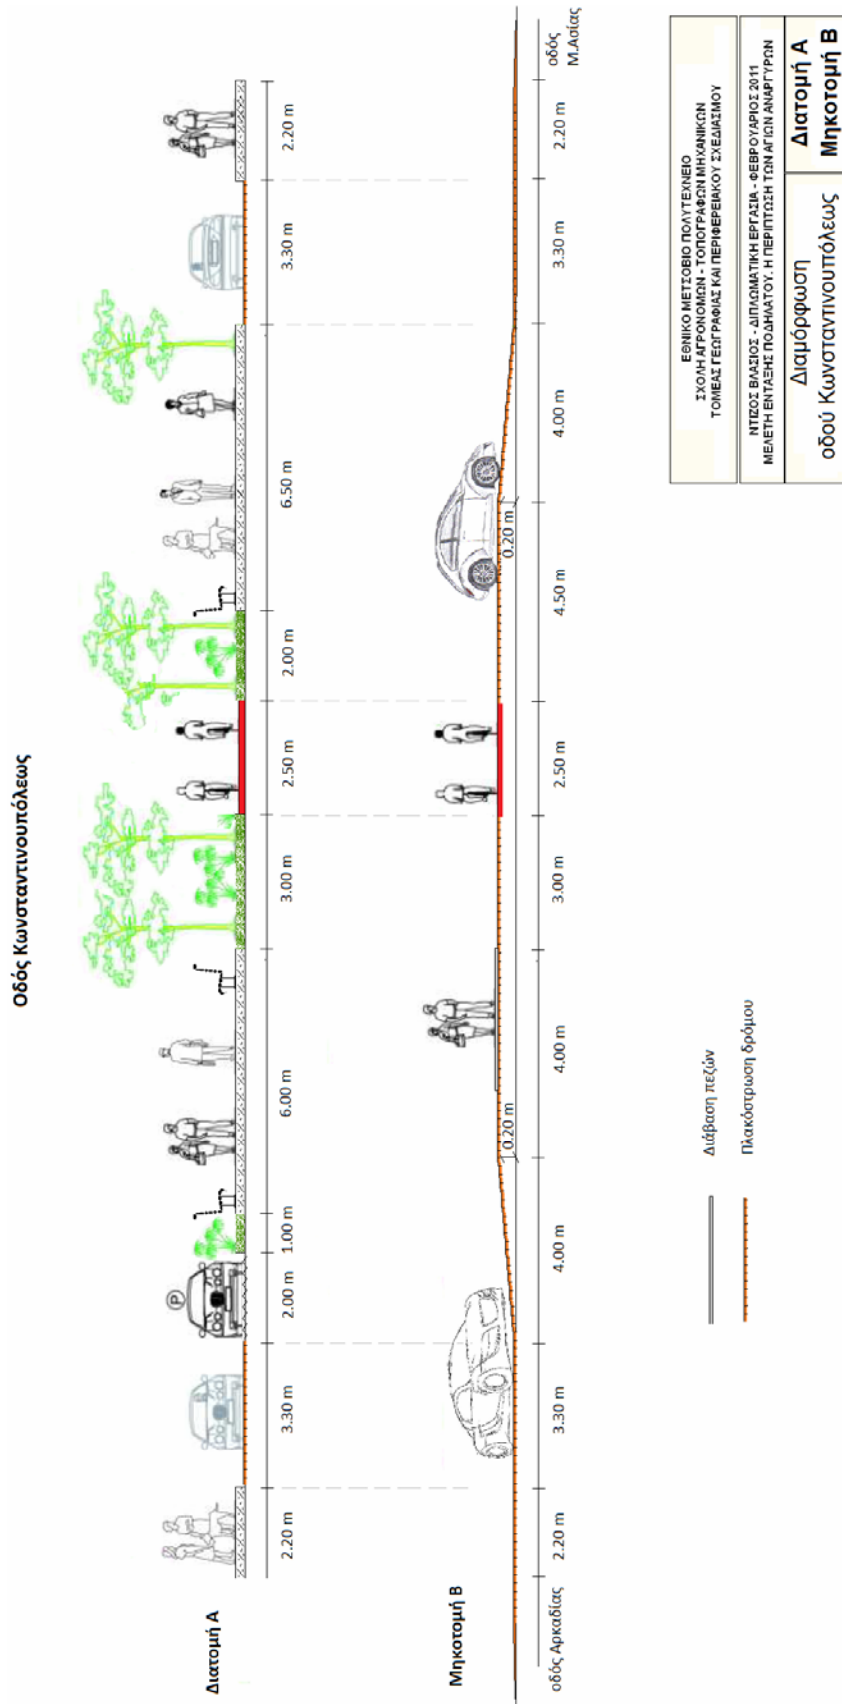 Οδός Κωνσταντινουπόλεως
Διατομή Α
2.20 m
3.30 m
2.00 m
1.00 m
6.00 m
3.00 m
2.50 m
2.00 m
6.50 m
3.30 m
2.20 m
P
Μηκοτομή Β
0.20 m
0.20 m
οδός Αρκαδίας
2.20 m
3.30 m
4.00 m
4.00 m
3.00 m
2.50 m
4.50 m
4.00 m
3.30 m
2.20 m
οδός
Μ.Ασίας
Διάβαση πεζών
Πλακόστρωση δρόμου
ΕΘΝΙΚΟ ΜΕΤΣΟΒΙΟ ΠΟΛΥΤΕΧΝΕΙΟ
ΣΧΟΛΗ ΑΓΡΟΝΟΜΩΝ - ΤΟΠΟΓΡΑΦΩΝ ΜΗΧΑΝΙΚΩΝ
ΤΟΜΕΑΣ ΓΕΩΓΡΑΦΙΑΣ ΚΑΙ ΠΕΡΙΦΕΡΕΙΑΚΟΥ ΣΧΕΔΙΑΣΜΟΥ
ΝΤΙΖΟΣ ΒΛΑΣΙΟΣ - ΔΙΠΛΩΜΑΤΙΚΗ ΕΡΓΑΣΙΑ - ΦΕΒΡΟΥΑΡΙΟΣ 2011
ΜΕΛΕΤΗ ΕΝΤΑΞΗΣ ΠΟΔΗΛΑΤΟΥ. Η ΠΕΡΙΠΤΩΣΗ ΤΩΝ ΑΓΙΩΝ ΑΝΑΡΓΥΡΩΝ
Διαμόρφωση
οδού Κωνσταντινουπόλεως
Διατομή Α
Μηκοτομή Β